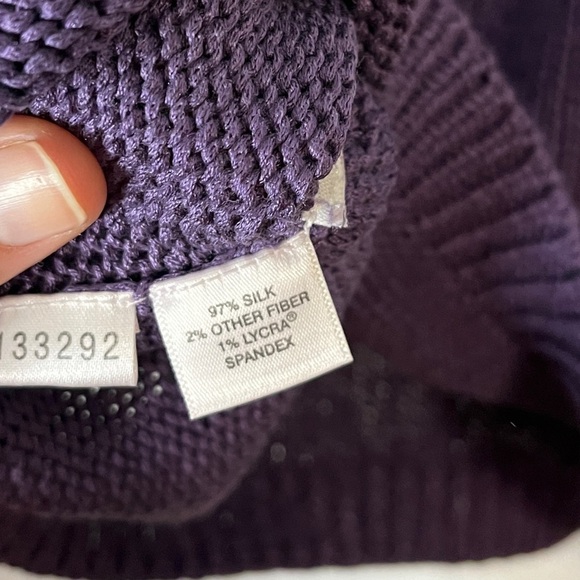 97% SILK
2% OTHER FIBER
1% LYCRA®
SPANDEX
133292